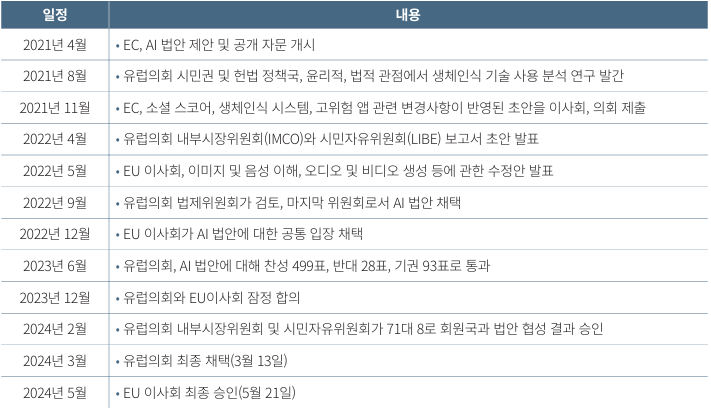 일정 내용
2021년 4월 • EC, AI 법안 제안 및 공개 자문 개시
2021년 8월 • 유럽의회 시민권 및 헌법 정책국, 윤리적, 법적 관점에서 생체인식 기술 사용 분석 연구 발간
2021년 11월 • EC, 소셜 스코어, 생체인식 시스템, 고위험 앱 관련 변경사항이 반영된 초안을 이사회, 의회 제출
2022년 4월 • 유럽의회 내부시장위원회(IMCO)와 시민자유위원회(LIBE) 보고서 초안 발표
2022년 5월 • EU 이사회, 이미지 및 음성 이해, 오디오 및 비디오 생성 등에 관한 수정안 발표
2022년 9월 • 유럽의회 법제위원회가 검토, 마지막 위원회로서 AI 법안 채택
2022년 12월 • EU 이사회가 AI 법안에 대한 공통 입장 채택
2023년 6월 • 유럽의회, AI 법안에 대해 찬성 499표, 반대 28표, 기권 93표로 통과
2023년 12월 • 유럽의회와 EU이사회 잠정 합의
2024년 2월 • 유럽의회 내부시장위원회 및 시민자유위원회가 71대 8로 회원국과 법안 협성 결과 승인
2024년 3월 • 유럽의회 최종 채택(3월 13일)
2024년 5월 • EU 이사회 최종 승인(5월 21일)